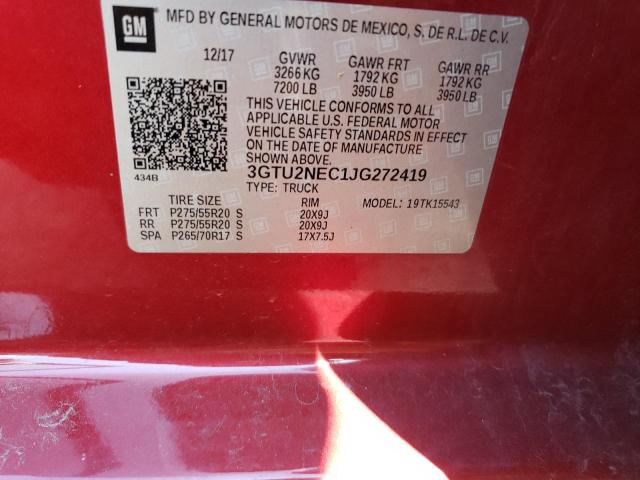 GM
MFD BY GENERAL MOTORS DE MEXICO, S. DE R.L. DE C.V.
12/17 GVWR GAWR FRT GAWR RR
3266 KG 1792 KG 1792 KG
7200 LB 3950 LB 3950 LB
THIS VEHICLE CONFORMS TO ALL
APPLICABLE U.S. FEDERAL MOTOR
VEHICLE SAFETY STANDARDS IN EFFECT
ON THE DATE OF MANUFACTURE
SHOWN ABOVE.
434B 3GTU2NEC1JG272419
TYPE: TRUCK
TIRE SIZE RIM MODEL: 19TK15543
FRT P275/55R20 S 20X9J
RR P275/55R20 S 20X9J
SPA P265/70R17 S 17X7.5J